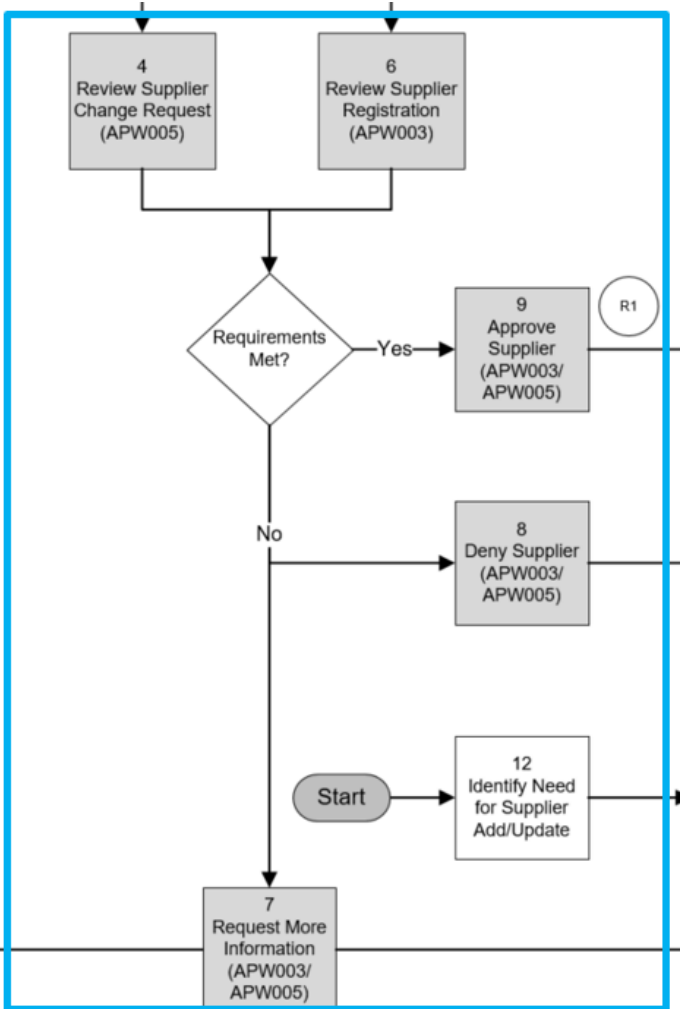 4
Review Supplier
Change Request
(APW005)
6
Review Supplier
Registration
(APW003)
Requirements
Met?
Yes
9
Approve
Supplier
(APW003/
APW005)
R1
No
8
Deny Supplier
(APW003/
APW005)
Start
12
Identify Need
for Supplier
Add/Update
7
Request More
Information
(APW003/
APW005)